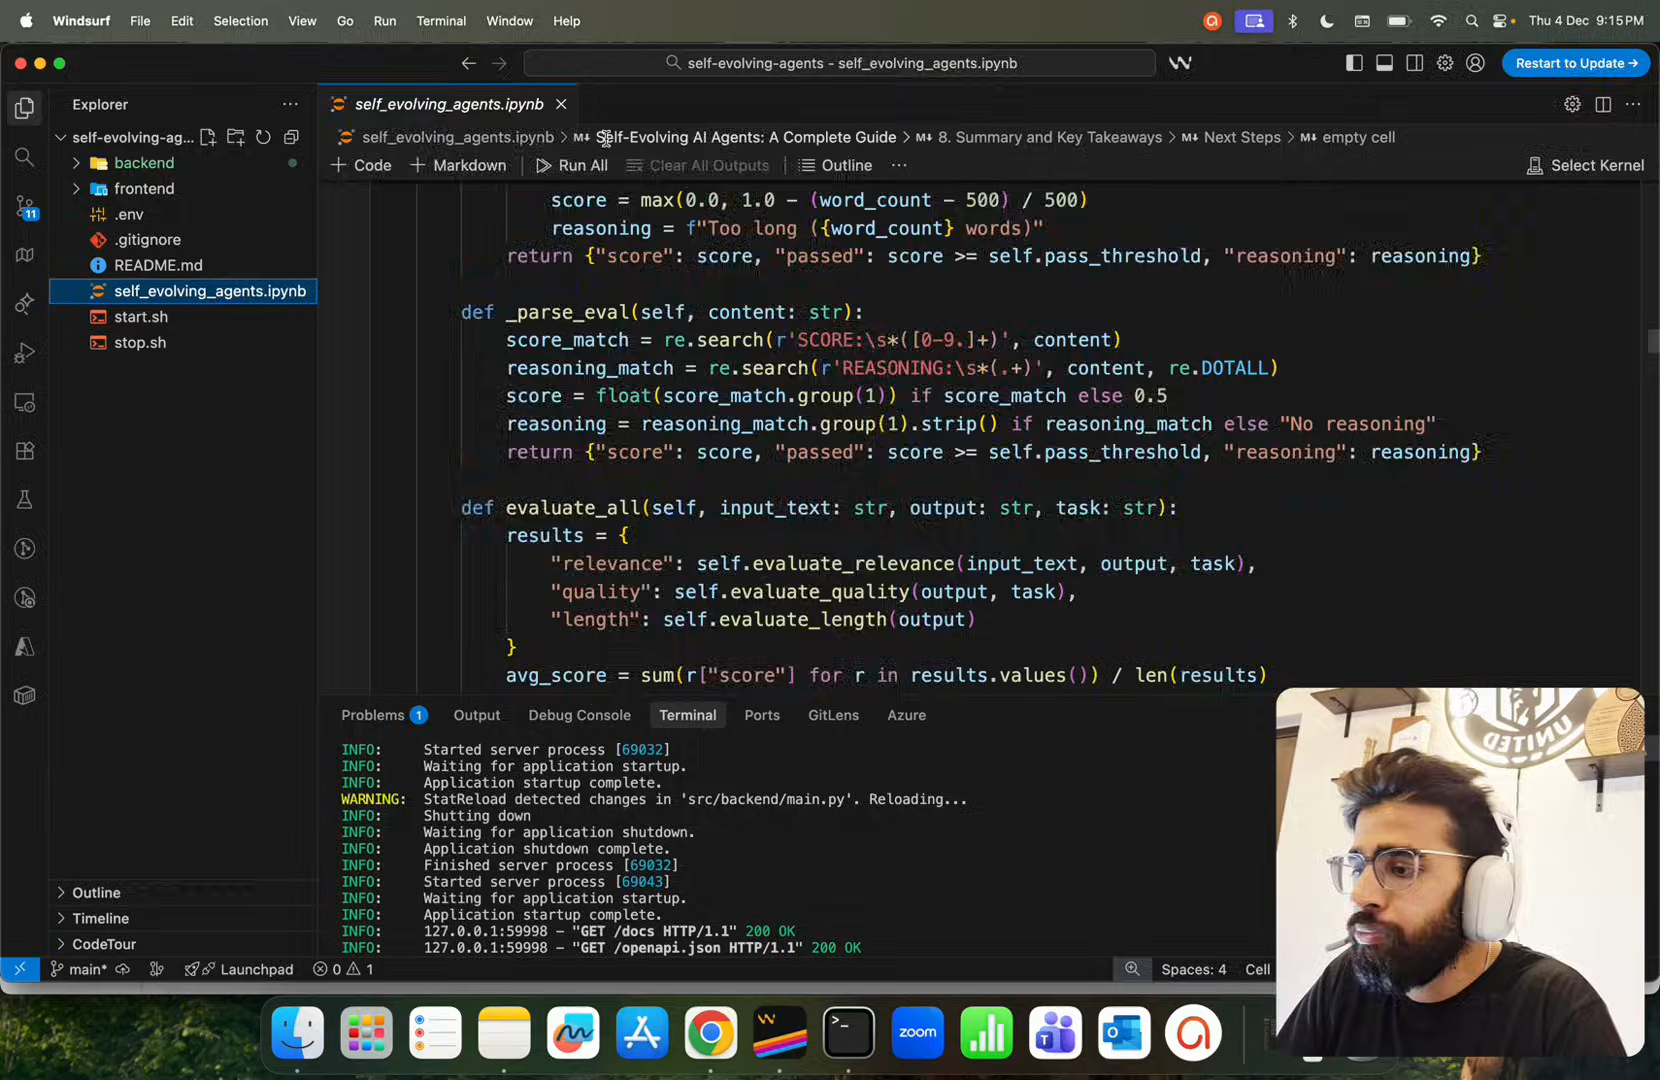 Windsurf File Edit Selection View Go Run Terminal Window Help Thu 4 Dec 9:15 PM
self-evolving-agents - self_evolving_agents.ipynb Restart to Update →
Explorer
self_evolving_agents.ipynb
self-evolving-ag...
self_evolving_agents.ipynb > M↓ Self-Evolving AI Agents: A Complete Guide > M↓ 8. Summary and Key Takeaways > M↓ Next Steps > M↓ empty cell
backend
+ Code + Markdown Run All Clear All Outputs Outline ... Select Kernel
frontend
.env
.gitignore
README.md
self_evolving_agents.ipynb
start.sh
stop.sh
score = max(0.0, 1.0 - (word_count - 500) / 500)
reasoning = f"Too long ({word_count} words)"
return {"score": score, "passed": score >= self.pass_threshold, "reasoning": reasoning}
def _parse_eval(self, content: str):
score_match = re.search(r'SCORE:\s*([0-9.]+)', content)
reasoning_match = re.search(r'REASONING:\s*(.+)', content, re.DOTALL)
score = float(score_match.group(1)) if score_match else 0.5
reasoning = reasoning_match.group(1).strip() if reasoning_match else "No reasoning"
return {"score": score, "passed": score >= self.pass_threshold, "reasoning": reasoning}
def evaluate_all(self, input_text: str, output: str, task: str):
results = {
"relevance": self.evaluate_relevance(input_text, output, task),
"quality": self.evaluate_quality(output, task),
"length": self.evaluate_length(output)
}
avg_score = sum(r["score"] for r in results.values()) / len(results)
Problems 1 Output Debug Console Terminal Ports GitLens Azure
INFO: Started server process [69032]
INFO: Waiting for application startup.
INFO: Application startup complete.
WARNING: StatReload detected changes in 'src/backend/main.py'. Reloading...
INFO: Shutting down
INFO: Waiting for application shutdown.
INFO: Application shutdown complete.
INFO: Finished server process [69032]
INFO: Started server process [69043]
INFO: Waiting for application startup.
INFO: Application startup complete.
INFO: 127.0.0.1:59998 - "GET /docs HTTP/1.1" 200 OK
INFO: 127.0.0.1:59998 - "GET /openapi.json HTTP/1.1" 200 OK
11
Outline
Timeline
CodeTour
main* Launchpad 0 1 Spaces: 4 Cell
UNITED
zoom